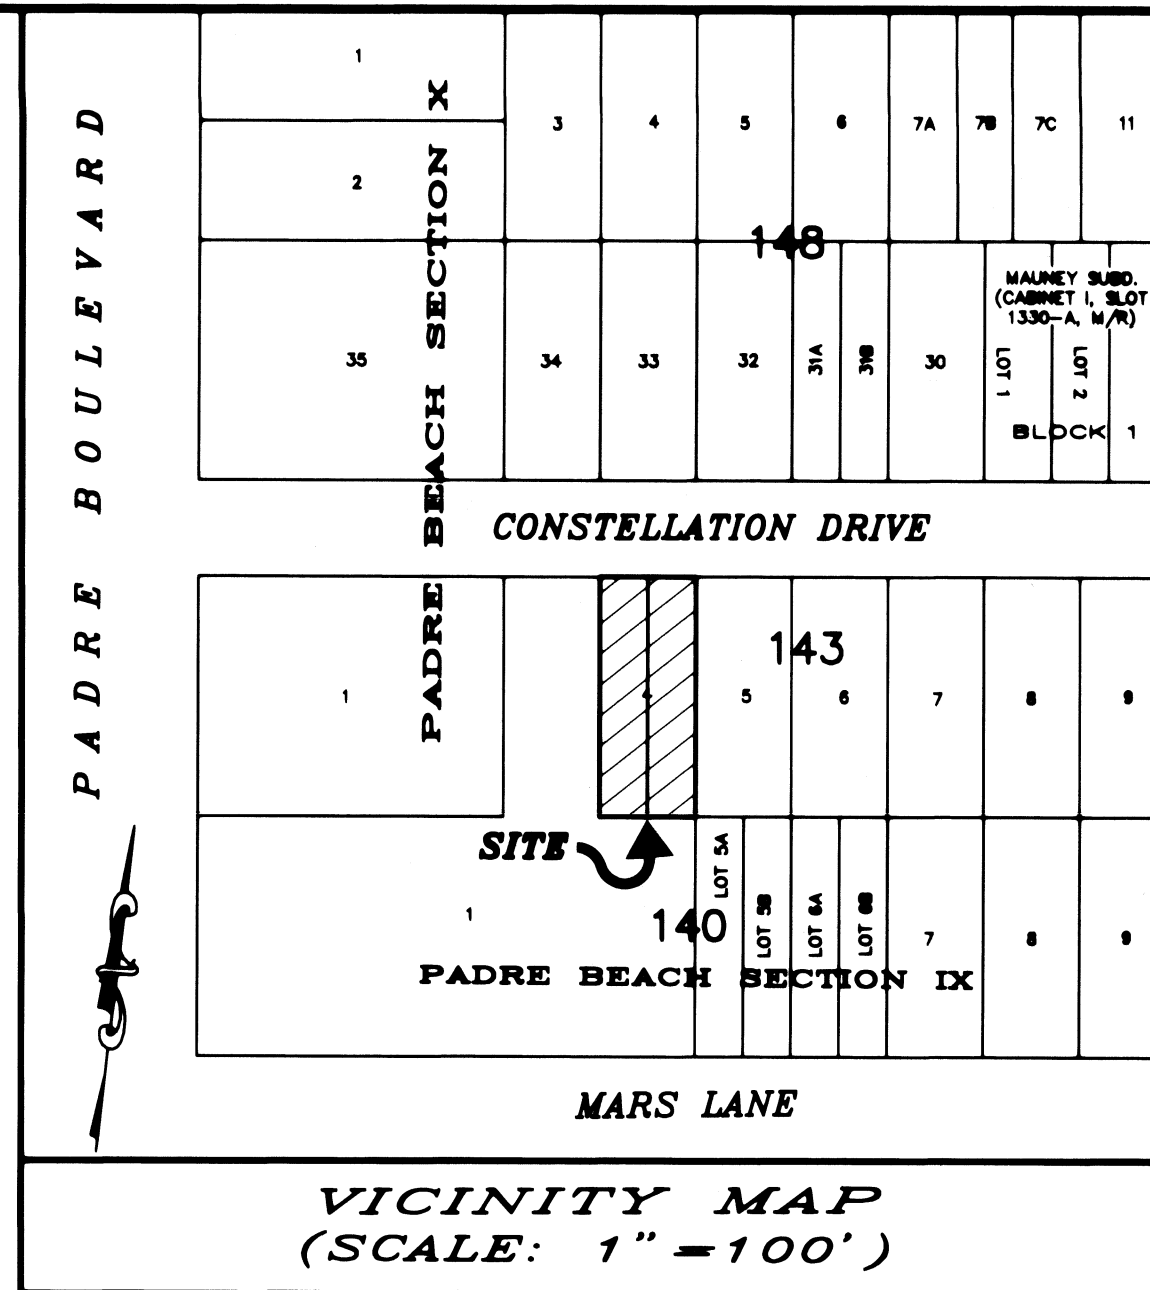 PADRE BOULEVARD
PADRE BEACH SECTION X
1
2
3
4
5
6
7A
7B
7C
11
148
35
34
33
32
31A
31B
30
MAUNEY SUBD.
(CABINET I, SLOT
1330-A, M/R)
LOT 1
LOT 2
BLOCK 1
CONSTELLATION DRIVE
143
1
4
5
6
7
8
9
SITE
140
1
LOT 5A
LOT 5B
LOT 6A
LOT 6B
7
8
9
PADRE BEACH SECTION IX
MARS LANE
VICINITY MAP
(SCALE: 1"=100')